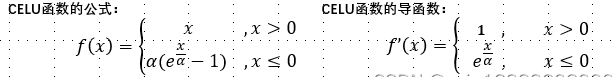 CELU函数的公式：
f(x) = { x , x > 0
α(e^{x/α} − 1) , x ≤ 0
CELU函数的导函数：
f'(x) = { 1 , x > 0
e^{x/α} , x ≤ 0